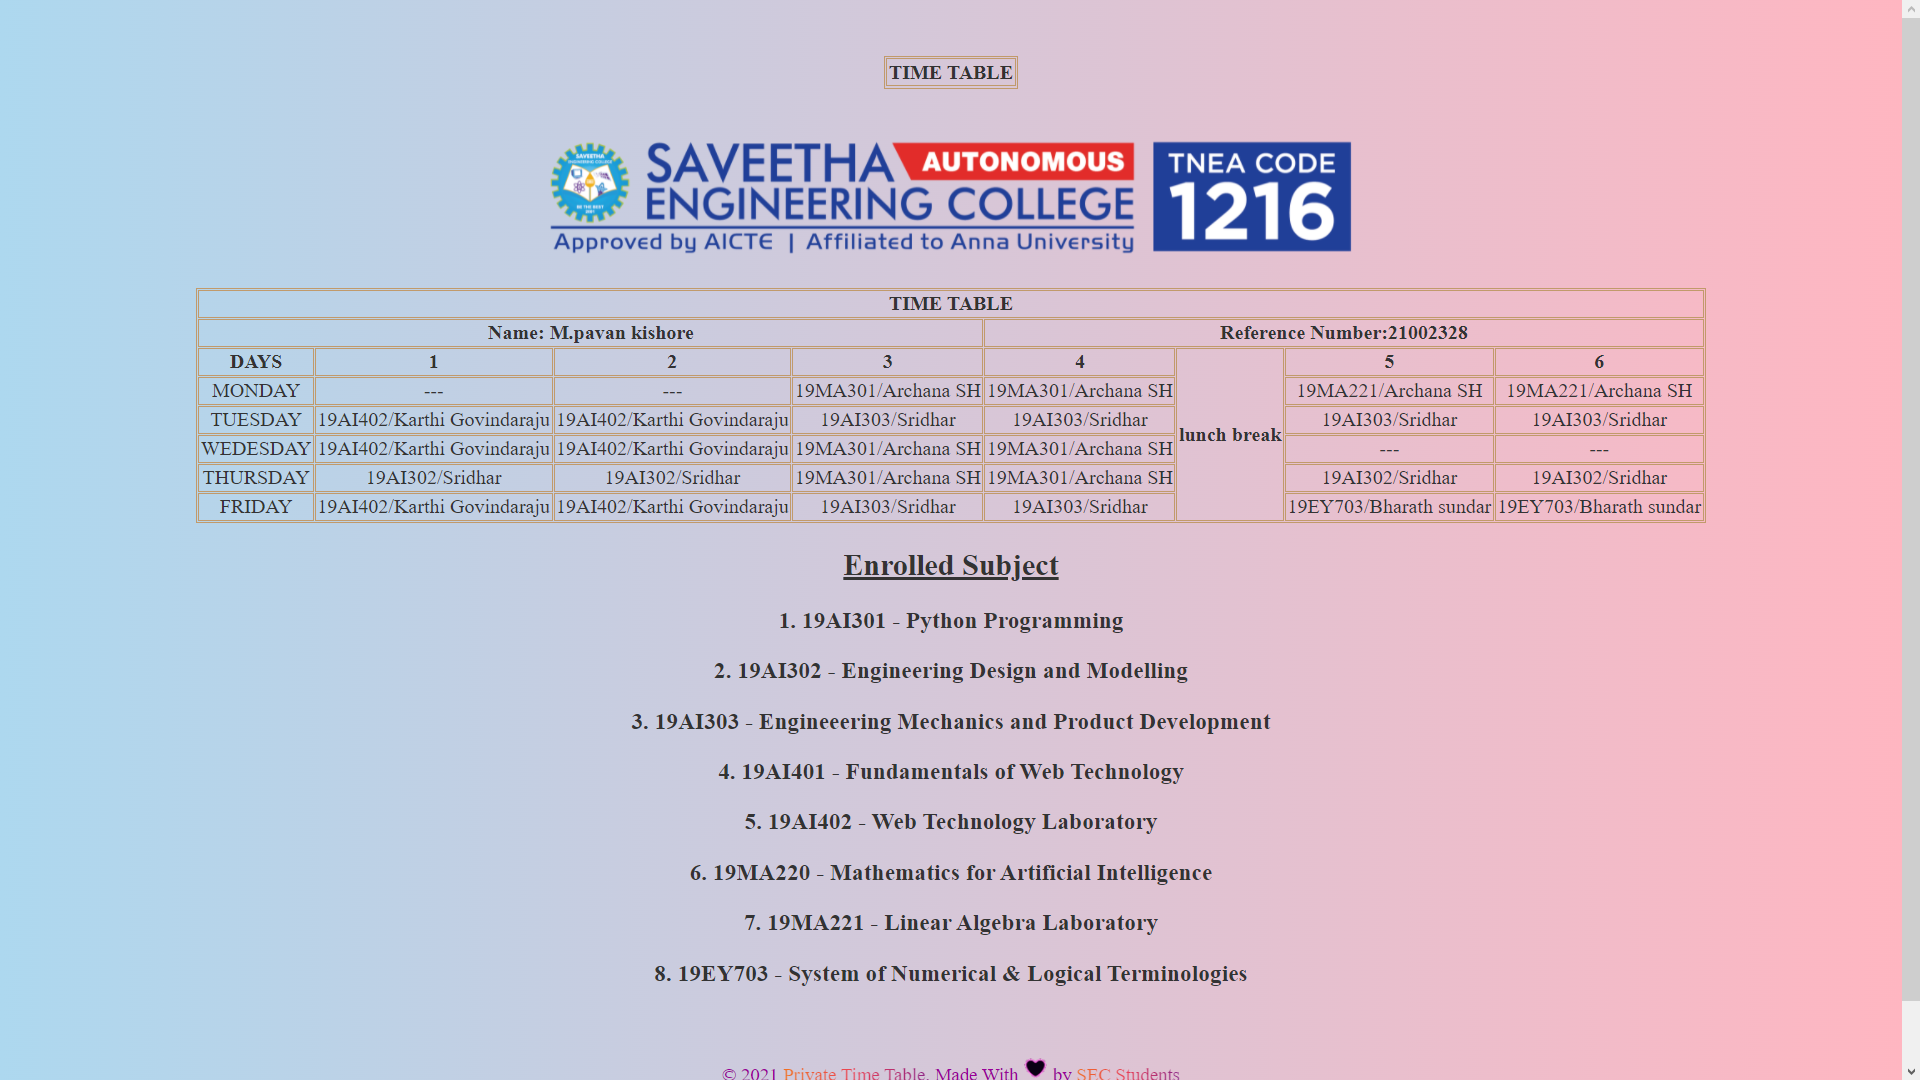 TIME TABLE
SAVEETHA AUTONOMOUS
ENGINEERING COLLEGE
Approved by AICTE | Affiliated to Anna University
TNEA CODE
1216
TIME TABLE
Name: M.pavan kishore Reference Number:21002328
DAYS 1 2 3 4 lunch break 5 6
MONDAY --- --- 19MA301/Archana SH 19MA301/Archana SH 19MA221/Archana SH 19MA221/Archana SH
TUESDAY 19AI402/Karthi Govindaraju 19AI402/Karthi Govindaraju 19AI303/Sridhar 19AI303/Sridhar 19AI303/Sridhar 19AI303/Sridhar
WEDESDAY 19AI402/Karthi Govindaraju 19AI402/Karthi Govindaraju 19MA301/Archana SH 19MA301/Archana SH --- ---
THURSDAY 19AI302/Sridhar 19AI302/Sridhar 19MA301/Archana SH 19MA301/Archana SH 19AI302/Sridhar 19AI302/Sridhar
FRIDAY 19AI402/Karthi Govindaraju 19AI402/Karthi Govindaraju 19AI303/Sridhar 19AI303/Sridhar 19EY703/Bharath sundar 19EY703/Bharath sundar
Enrolled Subject
1. 19AI301 - Python Programming
2. 19AI302 - Engineering Design and Modelling
3. 19AI303 - Engineeering Mechanics and Product Development
4. 19AI401 - Fundamentals of Web Technology
5. 19AI402 - Web Technology Laboratory
6. 19MA220 - Mathematics for Artificial Intelligence
7. 19MA221 - Linear Algebra Laboratory
8. 19EY703 - System of Numerical & Logical Terminologies
© 2021 Private Time Table. Made With 🖤 by SEC Students